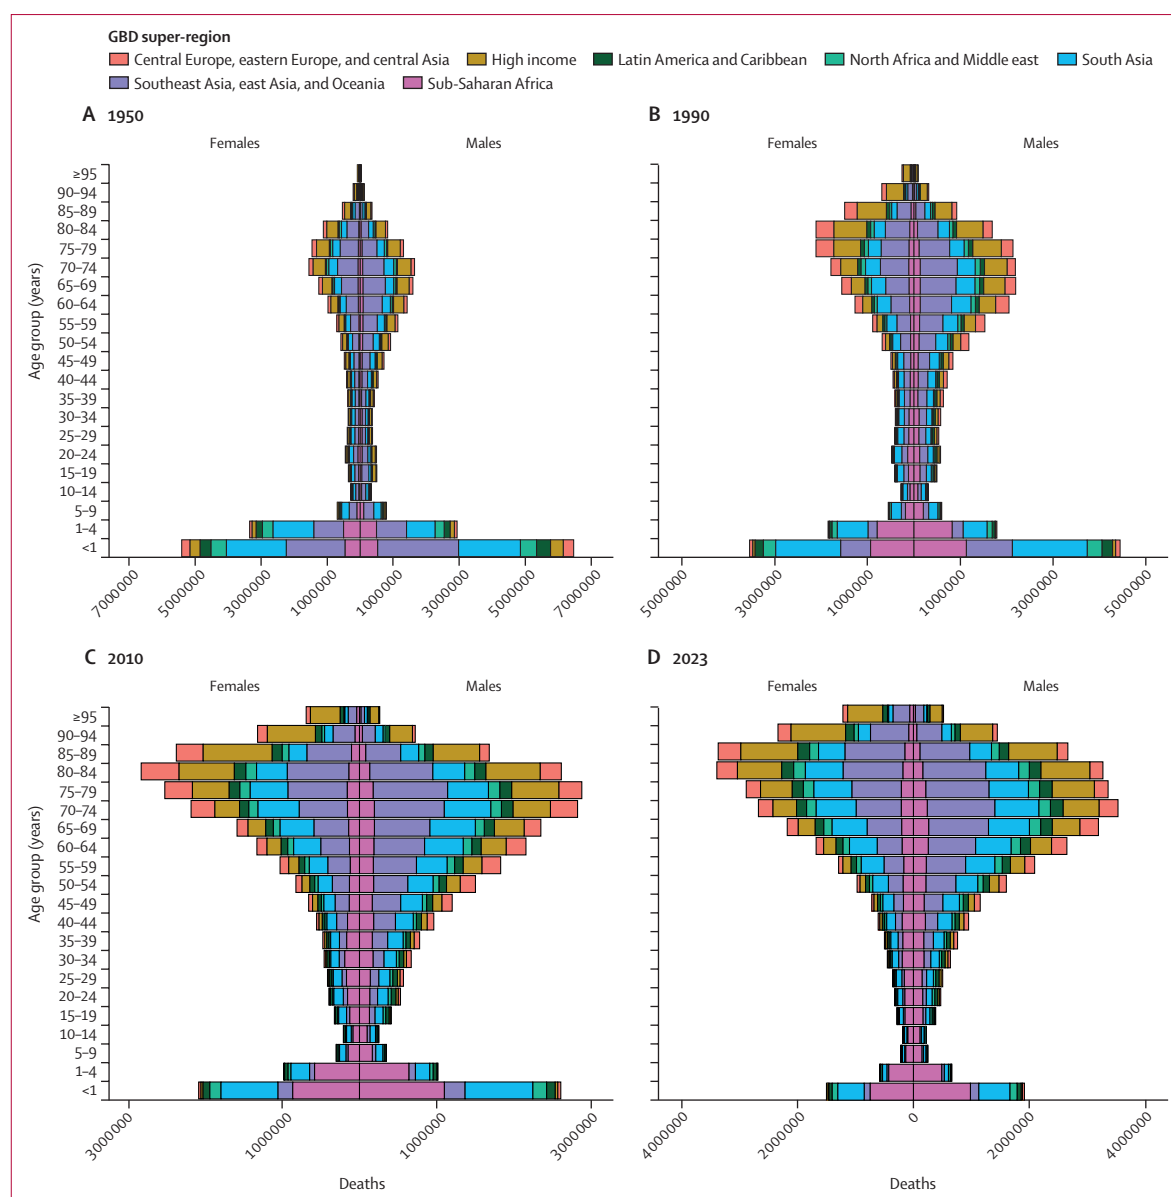 GBD super-region
Central Europe, eastern Europe, and central Asia High income Latin America and Caribbean North Africa and Middle east South Asia
Southeast Asia, east Asia, and Oceania Sub-Saharan Africa
A 1950
Females Males
Age group (years)
≥95
90–94
85–89
80–84
75–79
70–74
65–69
60–64
55–59
50–54
45–49
40–44
35–39
30–34
25–29
20–24
15–19
10–14
5–9
1–4
<1
7000000 5000000 3000000 1000000 1000000 3000000 5000000 7000000
B 1990
Females Males
5000000 3000000 1000000 1000000 3000000 5000000
C 2010
Females Males
Age group (years)
≥95
90–94
85–89
80–84
75–79
70–74
65–69
60–64
55–59
50–54
45–49
40–44
35–39
30–34
25–29
20–24
15–19
10–14
5–9
1–4
<1
3000000 1000000 1000000 3000000
Deaths
D 2023
Females Males
4000000 2000000 0 2000000 4000000
Deaths